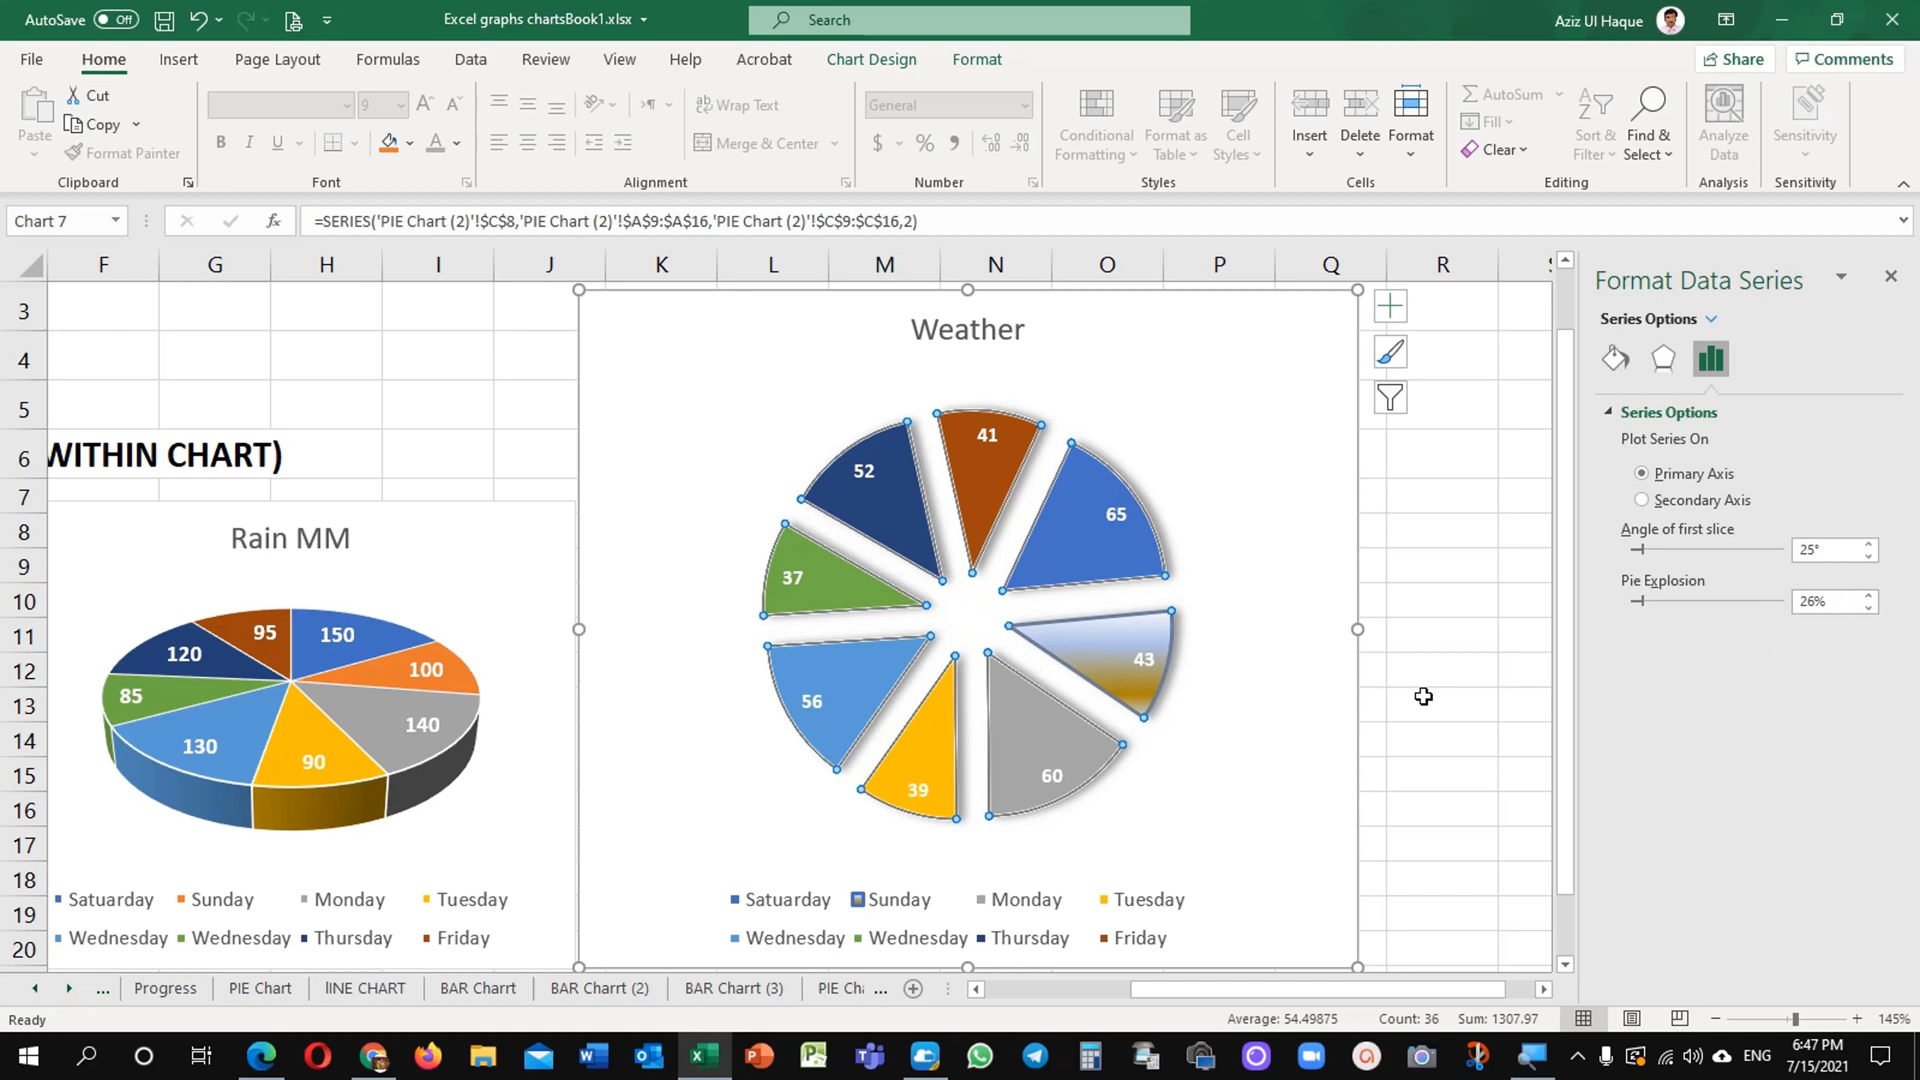 AutoSave Off Excel graphs chartsBook1.xlsx Search Aziz Ul Haque
File Home Insert Page Layout Formulas Data Review View Help Acrobat Chart Design Format Share Comments
Paste Cut Copy Format Painter
9 Wrap Text Merge & Center General
Conditional Formatting Format as Table Cell Styles
Insert Delete Format
AutoSum Fill Clear Sort & Filter Find & Select Analyze Data Sensitivity
Clipboard Font Alignment Number Styles Cells Editing Analysis Sensitivity
Chart 7 fx =SERIES('PIE Chart (2)'!$C$8,'PIE Chart (2)'!$A$9:$A$16,'PIE Chart (2)'!$C$9:$C$16,2)
F G H I J K L M N O P Q R
3
4
5
6
7
8
9
10
11
12
13
14
15
16
17
18
19
20
WITHIN CHART)
Rain MM
150
100
140
90
130
85
120
95
Satuarday Sunday Monday Tuesday
Wednesday Wednesday Thursday Friday
Weather
65
43
60
39
56
37
52
41
Satuarday Sunday Monday Tuesday
Wednesday Wednesday Thursday Friday
Format Data Series
Series Options
Series Options
Plot Series On
Primary Axis
Secondary Axis
Angle of first slice
25°
Pie Explosion
26%
... Progress PIE Chart lINE CHART BAR Charrt BAR Charrt (2) BAR Charrt (3) PIE Cha ...
Ready Average: 54.49875 Count: 36 Sum: 1307.97 145%
ENG 6:47 PM
7/15/2021